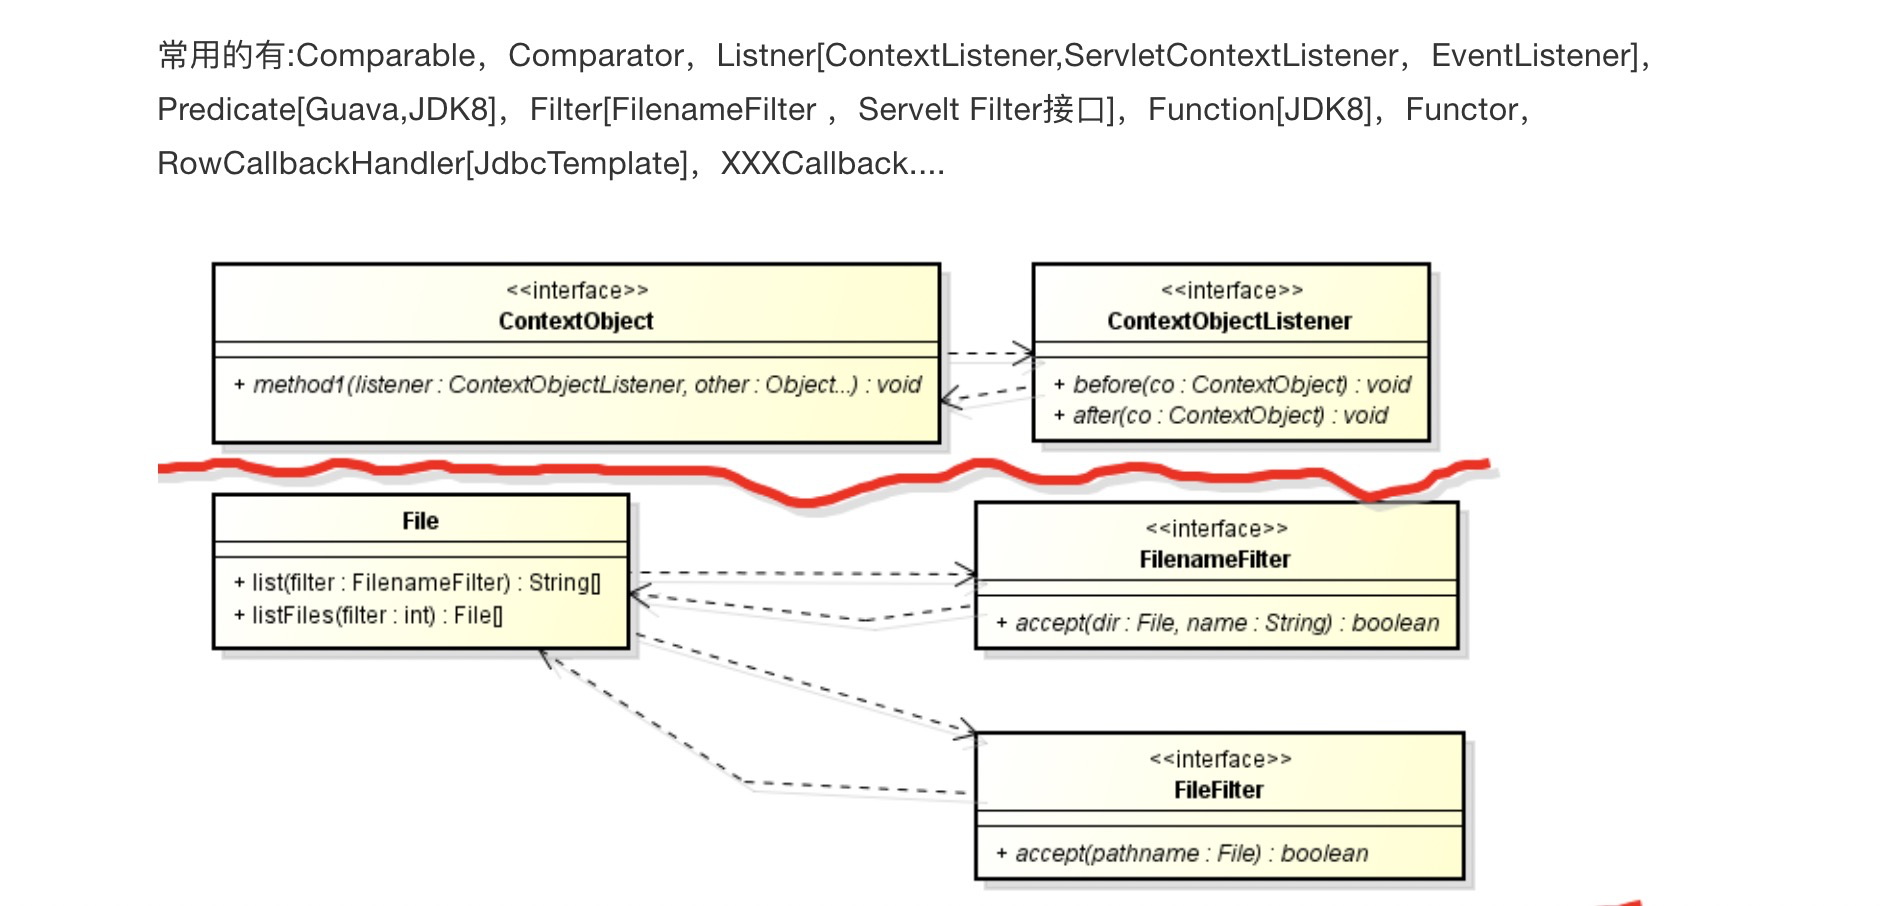 常用的有:Comparable，Comparator，Listner[ContextListener,ServletContextListener，EventListener]，
Predicate[Guava,JDK8]，Filter[FilenameFilter ，Servelt Filter接口]，Function[JDK8]，Functor，
RowCallbackHandler[JdbcTemplate]，XXXCallback....
<<interface>>
ContextObject
+ method1(listener : ContextObjectListener, other : Object...) : void
<<interface>>
ContextObjectListener
+ before(co : ContextObject) : void
+ after(co : ContextObject) : void
File
+ list(filter : FilenameFilter) : String[]
+ listFiles(filter : int) : File[]
<<interface>>
FilenameFilter
+ accept(dir : File, name : String) : boolean
<<interface>>
FileFilter
+ accept(pathname : File) : boolean